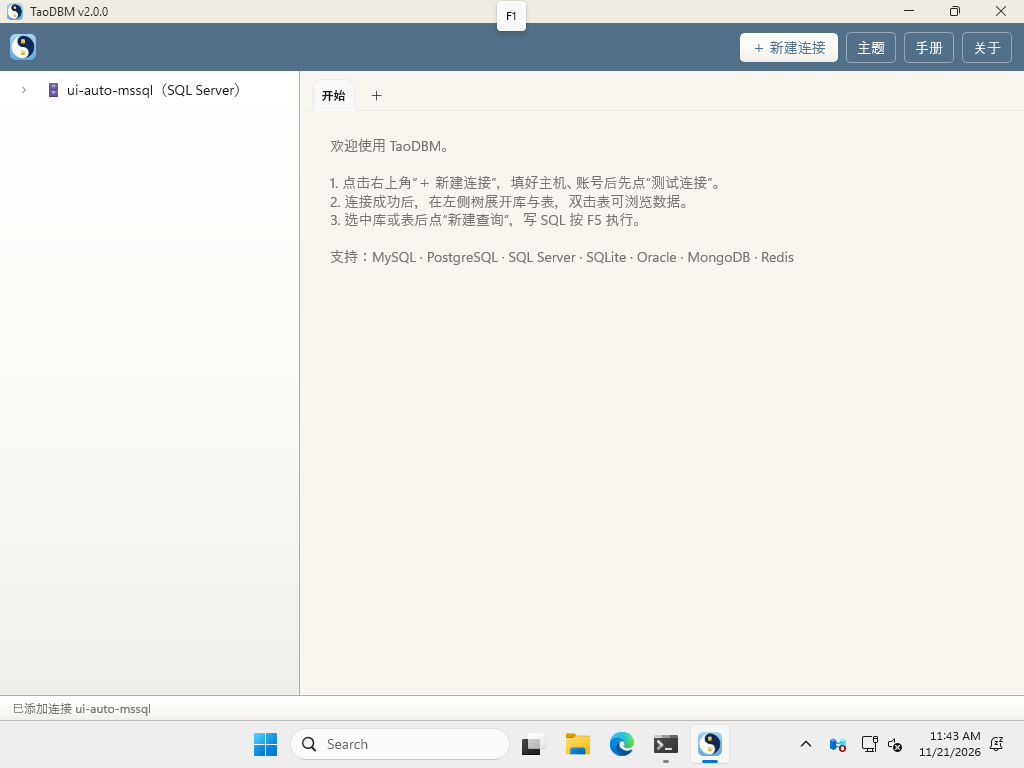 TaoDBM v2.0.0
F1
+ 新建连接
主题
手册
关于
ui-auto-mssql（SQL Server）
开始
+
欢迎使用 TaoDBM。
1. 点击右上角“＋ 新建连接”，填好主机、账号后先点“测试连接”。
2. 连接成功后，在左侧树展开库与表，双击表可浏览数据。
3. 选中库或表后点“新建查询”，写 SQL 按 F5 执行。
支持：MySQL · PostgreSQL · SQL Server · SQLite · Oracle · MongoDB · Redis
已添加连接 ui-auto-mssql
Search
11:43 AM
11/21/2026